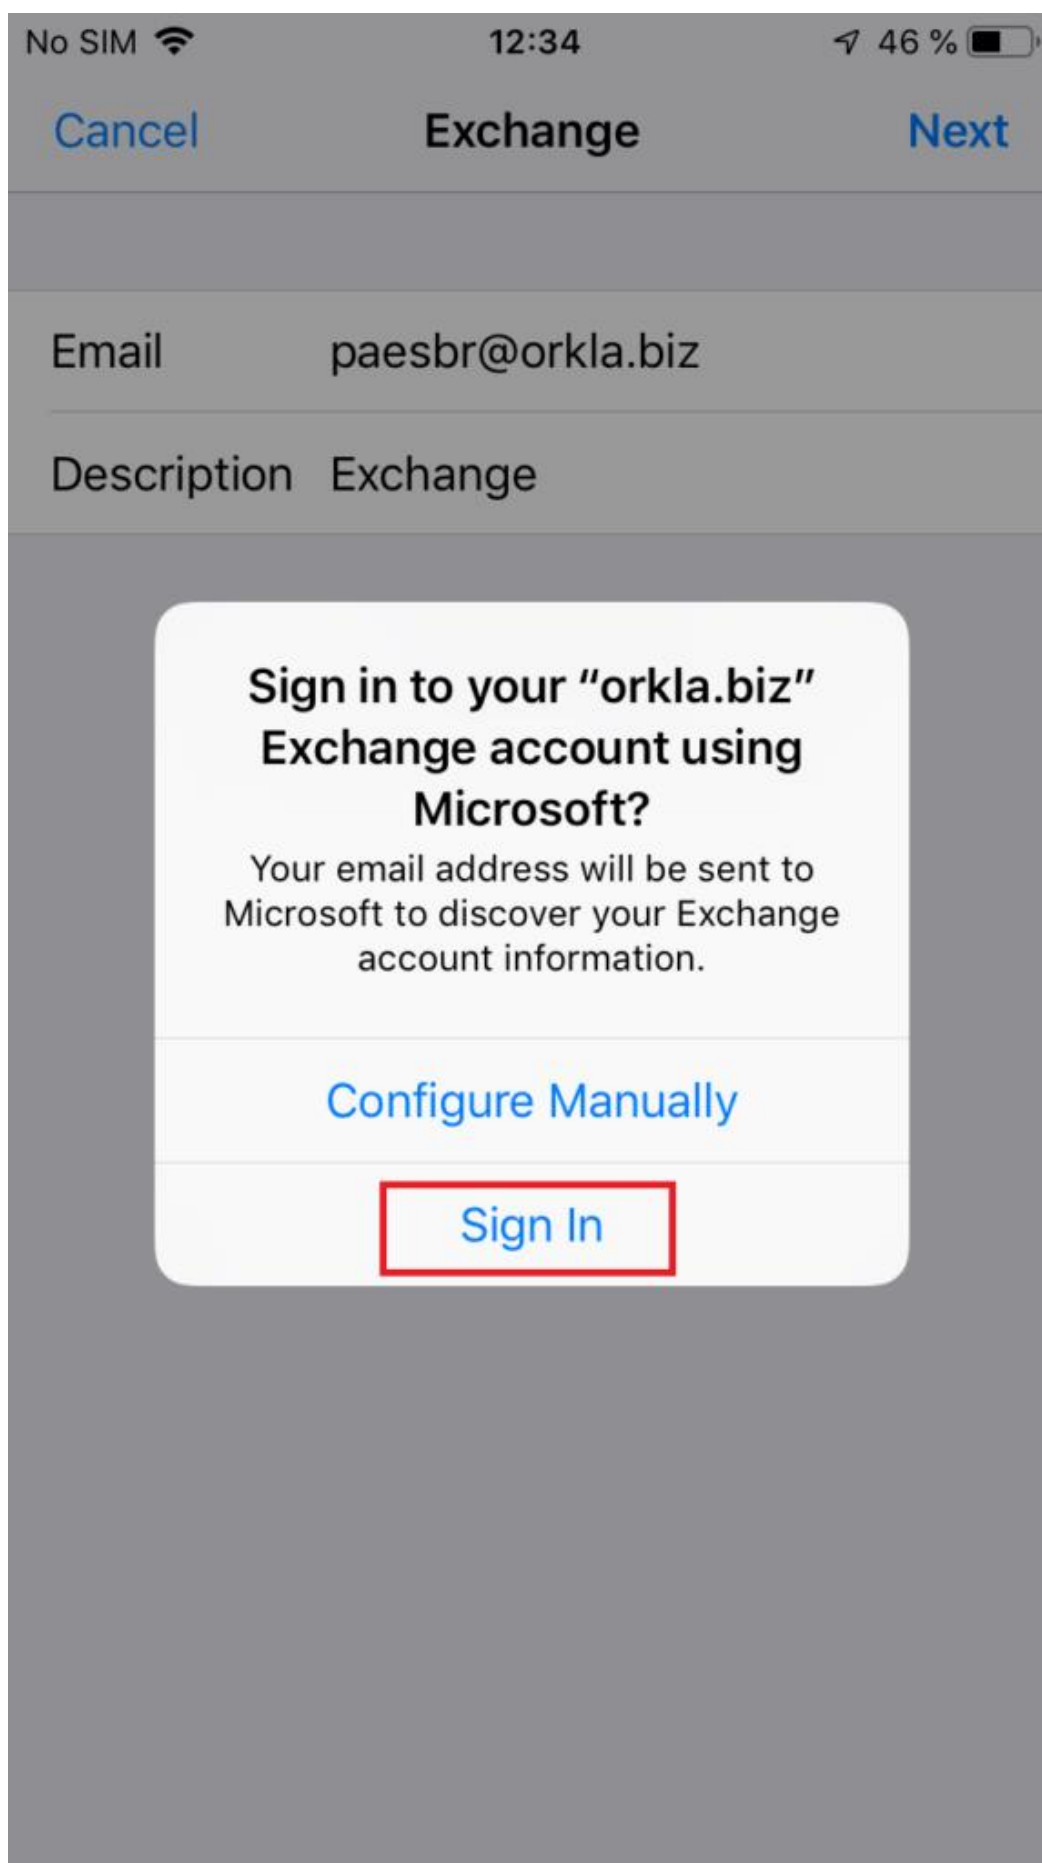 No SIM 12:34 46 %
Cancel Exchange Next
Email paesbr@orkla.biz
Description Exchange
Sign in to your “orkla.biz”
Exchange account using
Microsoft?
Your email address will be sent to
Microsoft to discover your Exchange
account information.
Configure Manually
Sign In